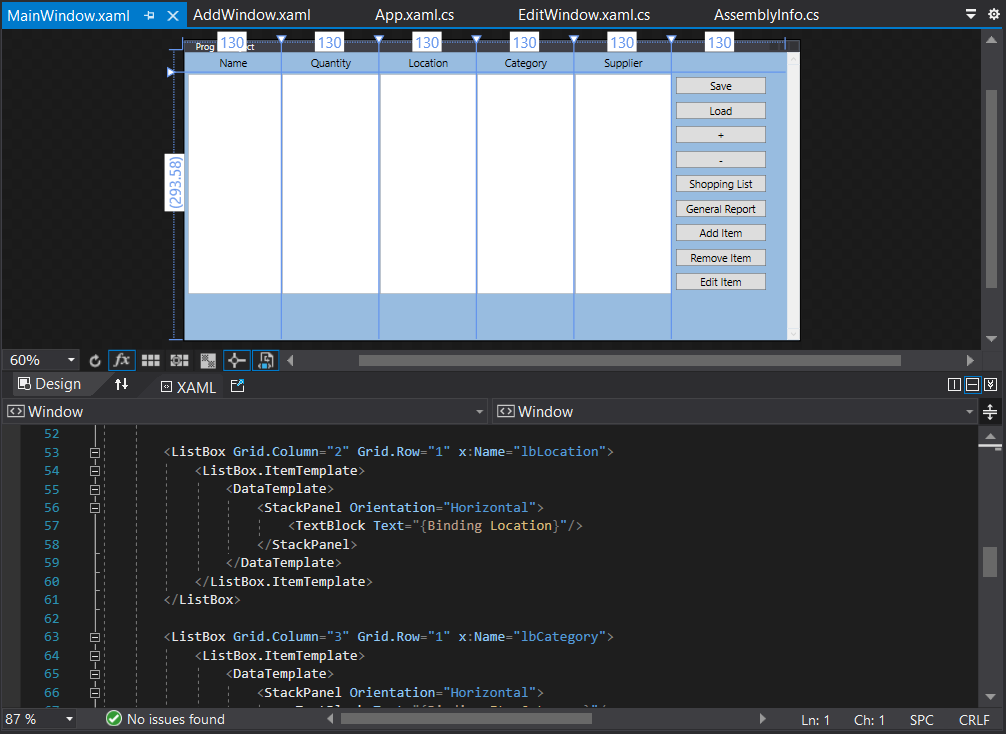 MainWindow.xaml AddWindow.xaml App.xaml.cs EditWindow.xaml.cs AssemblyInfo.cs
130 130 130 130 130 130
Name Quantity Location Category Supplier
(293.58)
Save
Load
+
-
Shopping List
General Report
Add Item
Remove Item
Edit Item
60% fx
Design XAML
Window Window
52
53 <ListBox Grid.Column="2" Grid.Row="1" x:Name="lbLocation">
54 <ListBox.ItemTemplate>
55 <DataTemplate>
56 <StackPanel Orientation="Horizontal">
57 <TextBlock Text="{Binding Location}"/>
58 </StackPanel>
59 </DataTemplate>
60 </ListBox.ItemTemplate>
61 </ListBox>
62
63 <ListBox Grid.Column="3" Grid.Row="1" x:Name="lbCategory">
64 <ListBox.ItemTemplate>
65 <DataTemplate>
66 <StackPanel Orientation="Horizontal">
87 % No issues found Ln: 1 Ch: 1 SPC CRLF